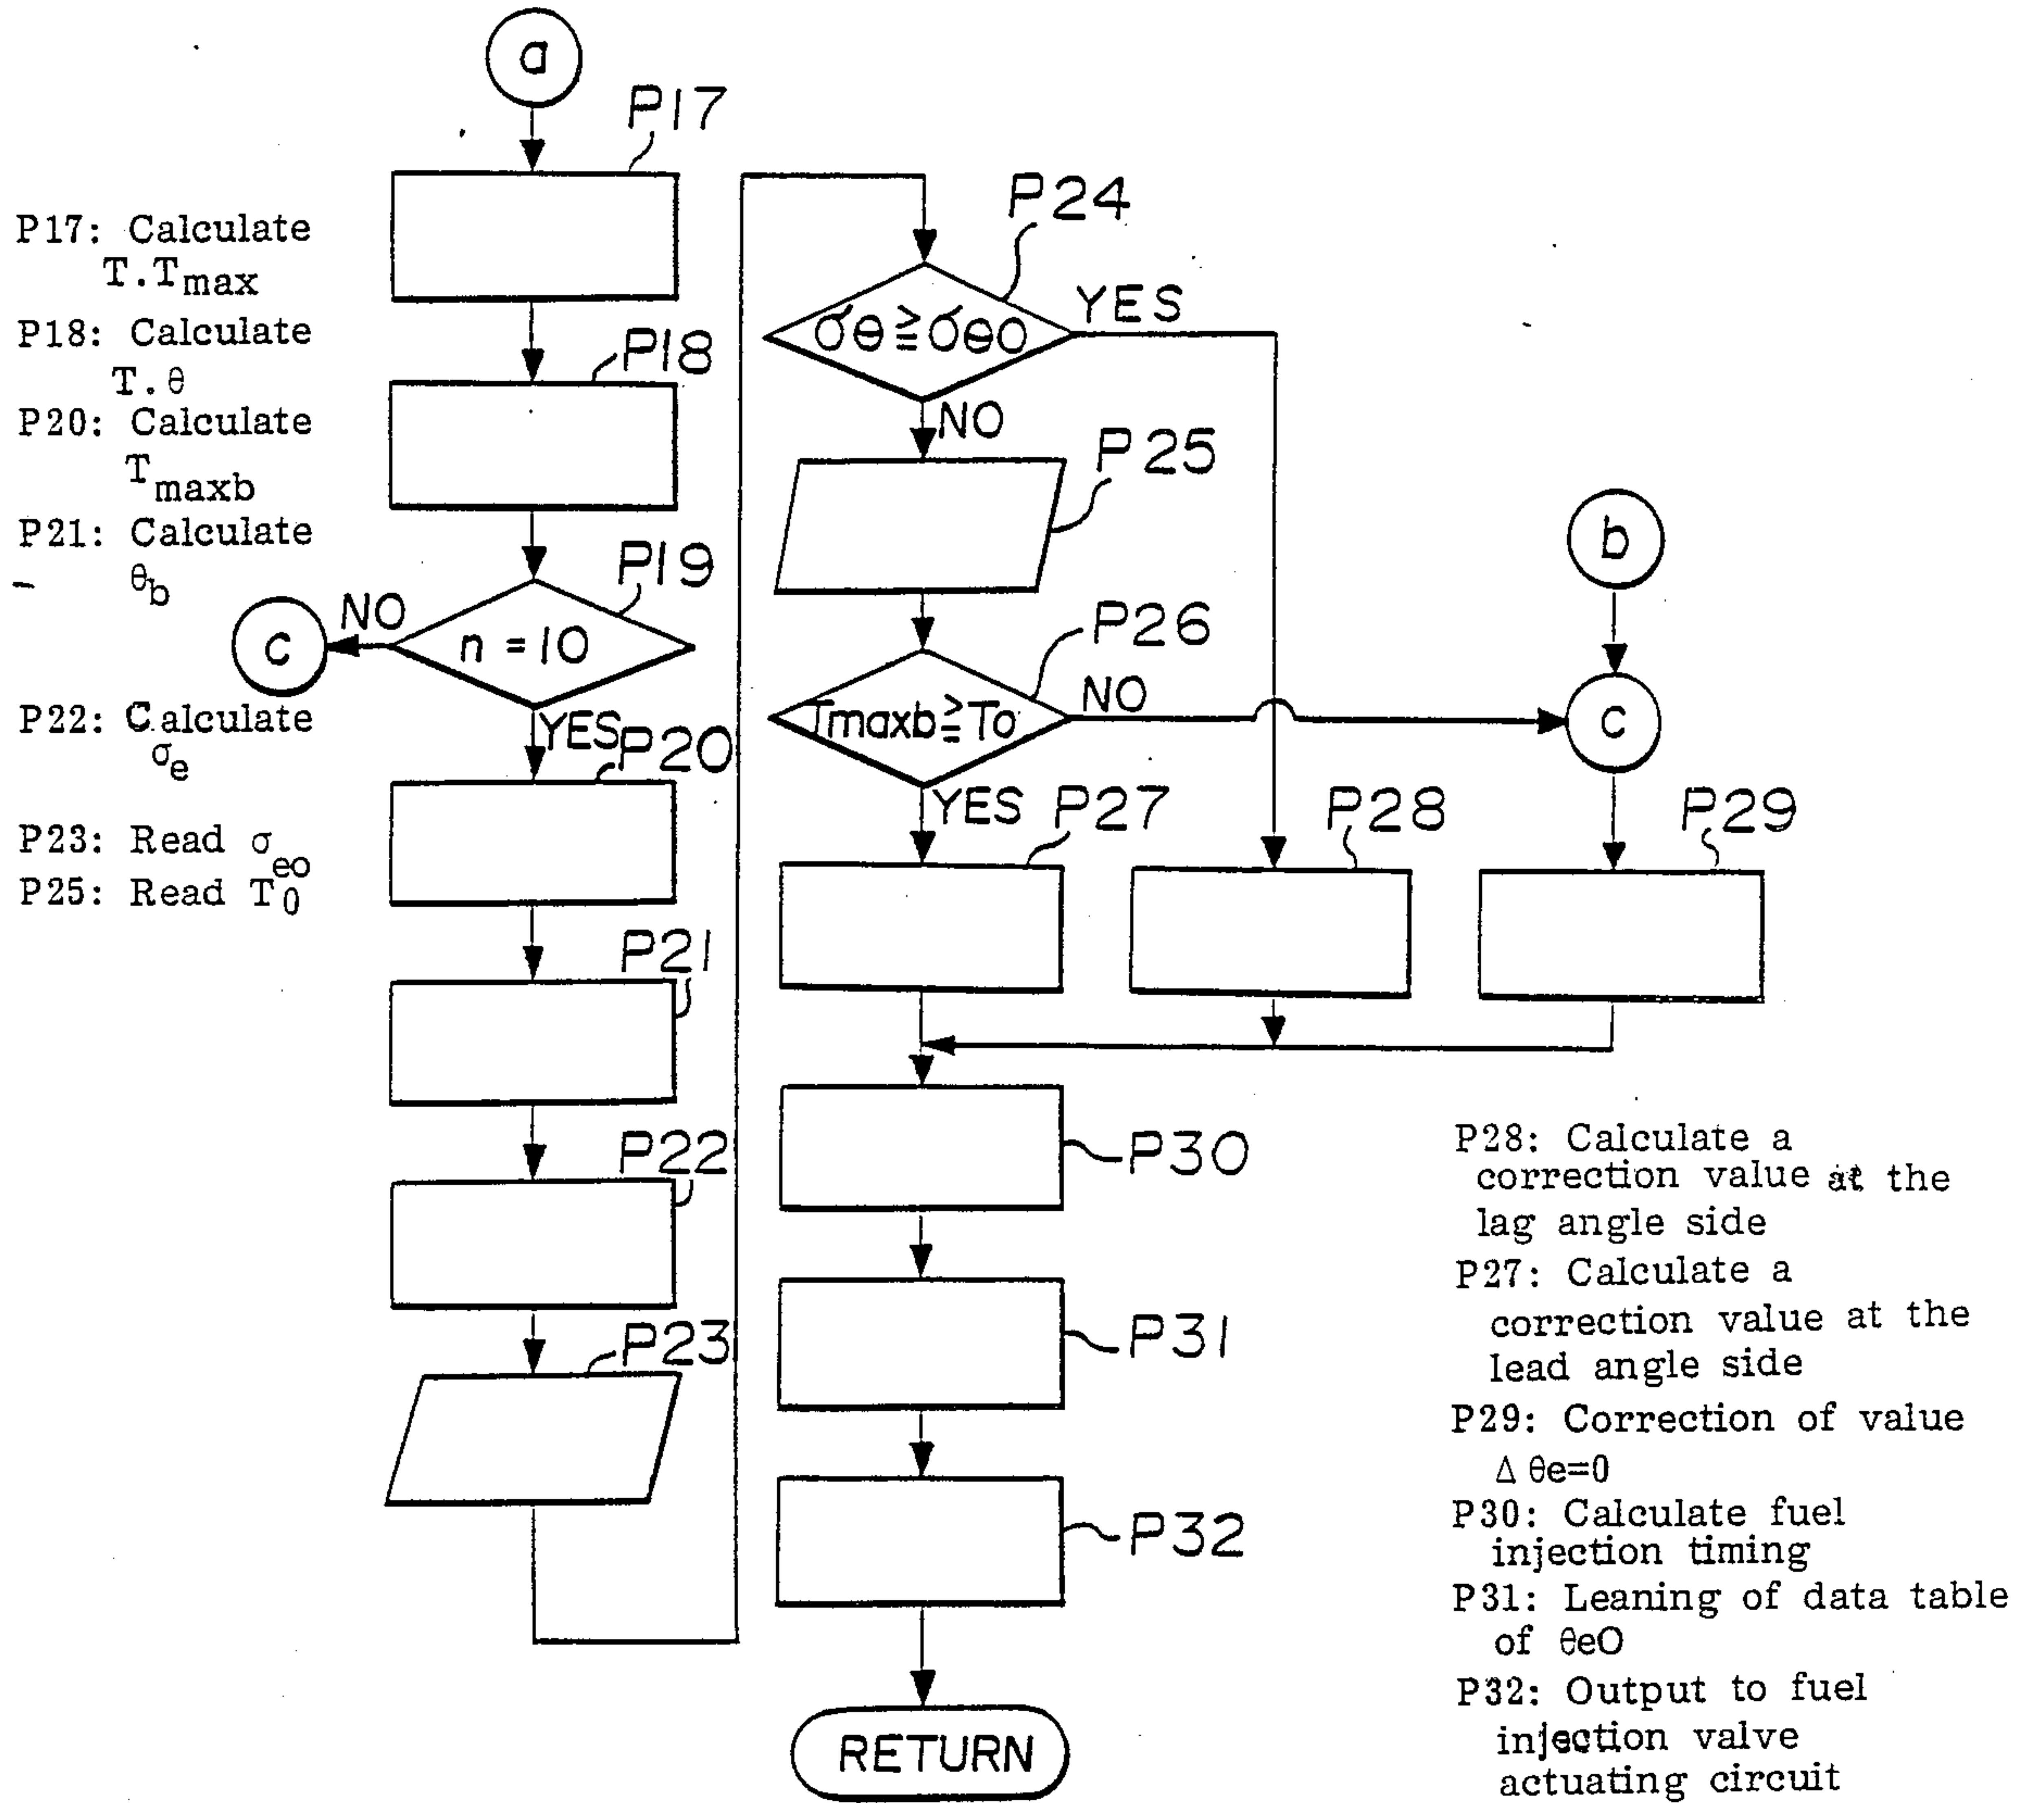 a
P17
P17: Calculate
T.Tmax
P18: Calculate
T.θ
P18
P20: Calculate
Tmaxb
P21: Calculate
θb
P19
NO
c
n = 10
YES
P22: Calculate
σe
P20
P23: Read σeo
P25: Read T0
P21
P22
P23
P24
YES
σθ≧σθ0
NO
P25
b
P26
NO
Tmaxb≧To
c
YES
P27
P28
P29
P30
P31
P32
RETURN
P28: Calculate a
correction value at the
lag angle side
P27: Calculate a
correction value at the
lead angle side
P29: Correction of value
Δ θe=0
P30: Calculate fuel
injection timing
P31: Leaning of data table
of θeO
P32: Output to fuel
injection valve
actuating circuit